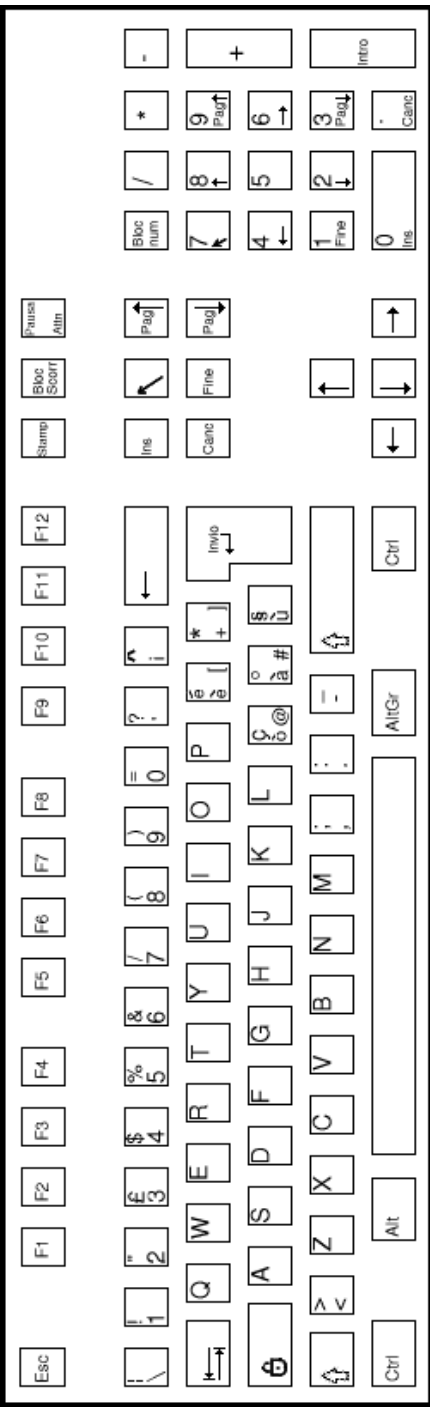 Esc F1 F2 F3 F4 F5 F6 F7 F8 F9 F10 F11 F12 Stamp Bloc Scorr Pausa Attn
¦ \ ! 1 " 2 £ 3 $ 4 % 5 & 6 / 7 ( 8 ) 9 = 0 ? ' ^ ì ← Ins ↖ Pag↑ Bloc num / * -
Q W E R T Y U I O P é è [ * + ] Invio Canc Fine Pag↓ 7 ↖ 8 ↑ 9 Pag↑ +
A S D F G H J K L ç ò @ ° à # § ù 4 ← 5 6 →
⇧ > < Z X C V B N M ; , : . _ - ⇧ ↑ 1 Fine 2 ↓ 3 Pag↓ Intro
Ctrl Alt AltGr Ctrl ← ↓ → 0 Ins . Canc